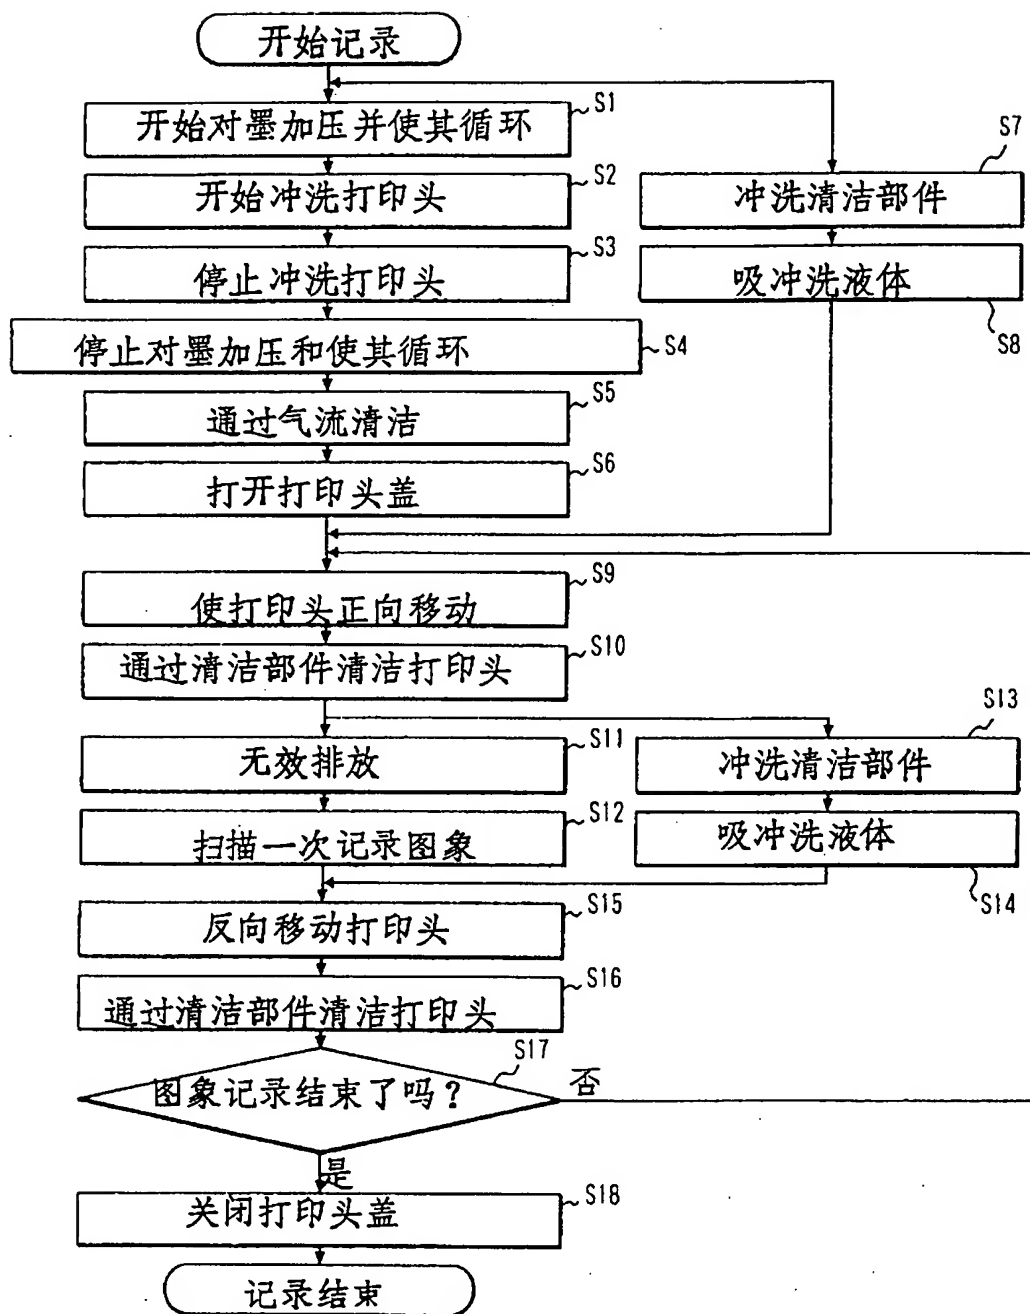 开始记录
S1
开始对墨加压并使其循环
S2
开始冲洗打印头
S3
停止冲洗打印头
S4
停止对墨加压和使其循环
S5
通过气流清洁
S6
打开打印头盖
S7
冲洗清洁部件
吸冲洗液体
S8
S9
使打印头正向移动
S10
通过清洁部件清洁打印头
S11
无效排放
S12
扫描一次记录图象
S13
冲洗清洁部件
吸冲洗液体
S14
S15
反向移动打印头
S16
通过清洁部件清洁打印头
S17
图象记录结束了吗?
否
是
S18
关闭打印头盖
记录结束